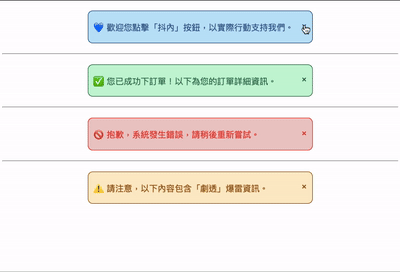 💙 歡迎您點擊「抖內」按鈕，以實際行動支持我們。 ×
✅ 您已成功下訂單！以下為您的訂單詳細資訊。 ×
🚫 抱歉，系統發生錯誤，請稍後重新嘗試。 ×
⚠️ 請注意，以下內容包含「劇透」爆雷資訊。 ×